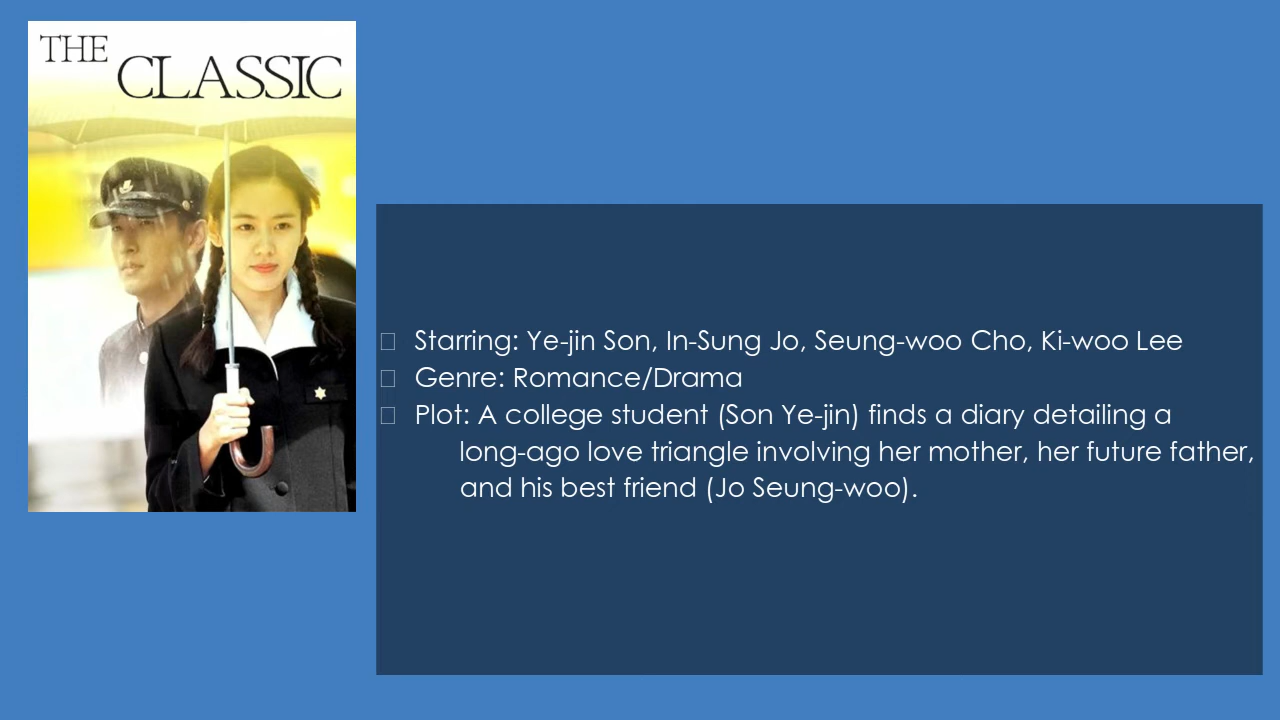 THE
CLASSIC
Starring: Ye-jin Son, In-Sung Jo, Seung-woo Cho, Ki-woo Lee
Genre: Romance/Drama
Plot: A college student (Son Ye-jin) finds a diary detailing a
long-ago love triangle involving her mother, her future father,
and his best friend (Jo Seung-woo).